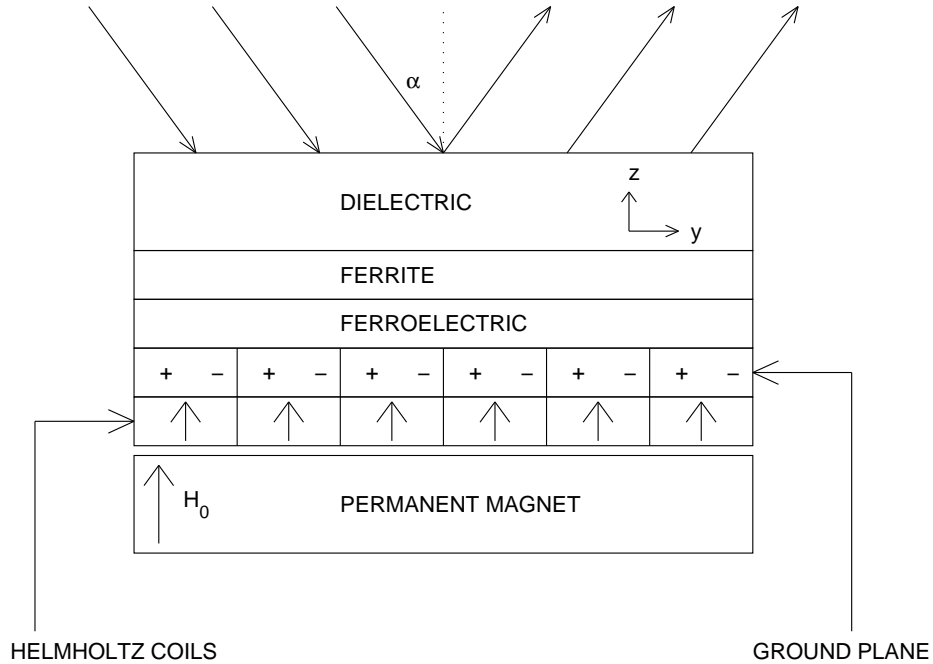 α
z
DIELECTRIC
y
FERRITE
FERROELECTRIC
+ − + − + − + − + − + −
H0
PERMANENT MAGNET
HELMHOLTZ COILS
GROUND PLANE